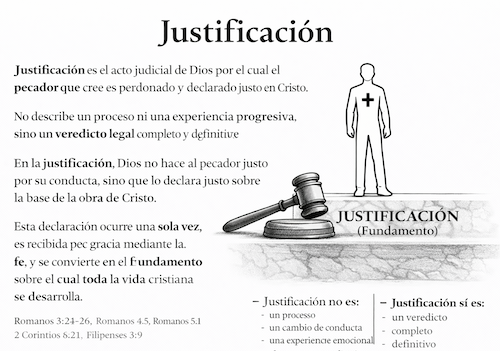 Justificación
Justificación es el acto judicial de Dios por el cual el
pecador que cree es perdonado y declarado justo en Cristo.
No describe un proceso ni una experiencia progresiva,
sino un veredicto legal completo y dgfinitive
En la justificación, Dios no hace al pecador justo
por su conducta, sino que lo declara justo sobre
la base de la obra de Cristo.
Esta declaración ocurre una sola vez,
es recibida pec gracia mediante la.
fe, y se convierte en el fundamento
sobre el cual toda la vida cristiana
se desarrolla.
Romanos 3:24-26, Romanos 4.5, Romanos 5.1
2 Corintios 6.21, Filipenses 3:9
JUSTIFICACIÓN
(Fundamento)
– Justificación no es:
- un proceso
- un cambio de conducta
- una experience emocional
– Justificación sí es:
- un veredicto
- completo
- definitivo